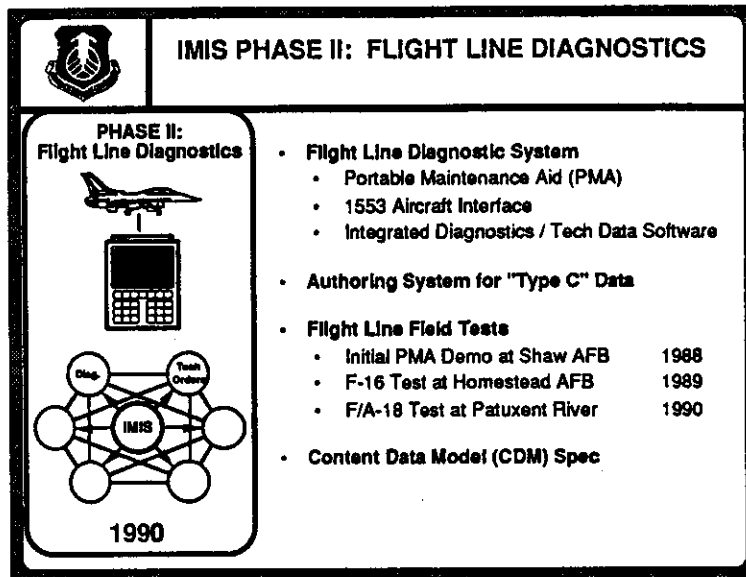 IMIS PHASE II: FLIGHT LINE DIAGNOSTICS
PHASE II:
Flight Line Diagnostics
Diag.
Tech
Orders
IMIS
1990
• Flight Line Diagnostic System
• Portable Maintenance Aid (PMA)
• 1553 Aircraft Interface
• Integrated Diagnostics / Tech Data Software
• Authoring System for "Type C" Data
• Flight Line Field Tests
• Initial PMA Demo at Shaw AFB 1988
• F-16 Test at Homestead AFB 1989
• F/A-18 Test at Patuxent River 1990
• Content Data Model (CDM) Spec